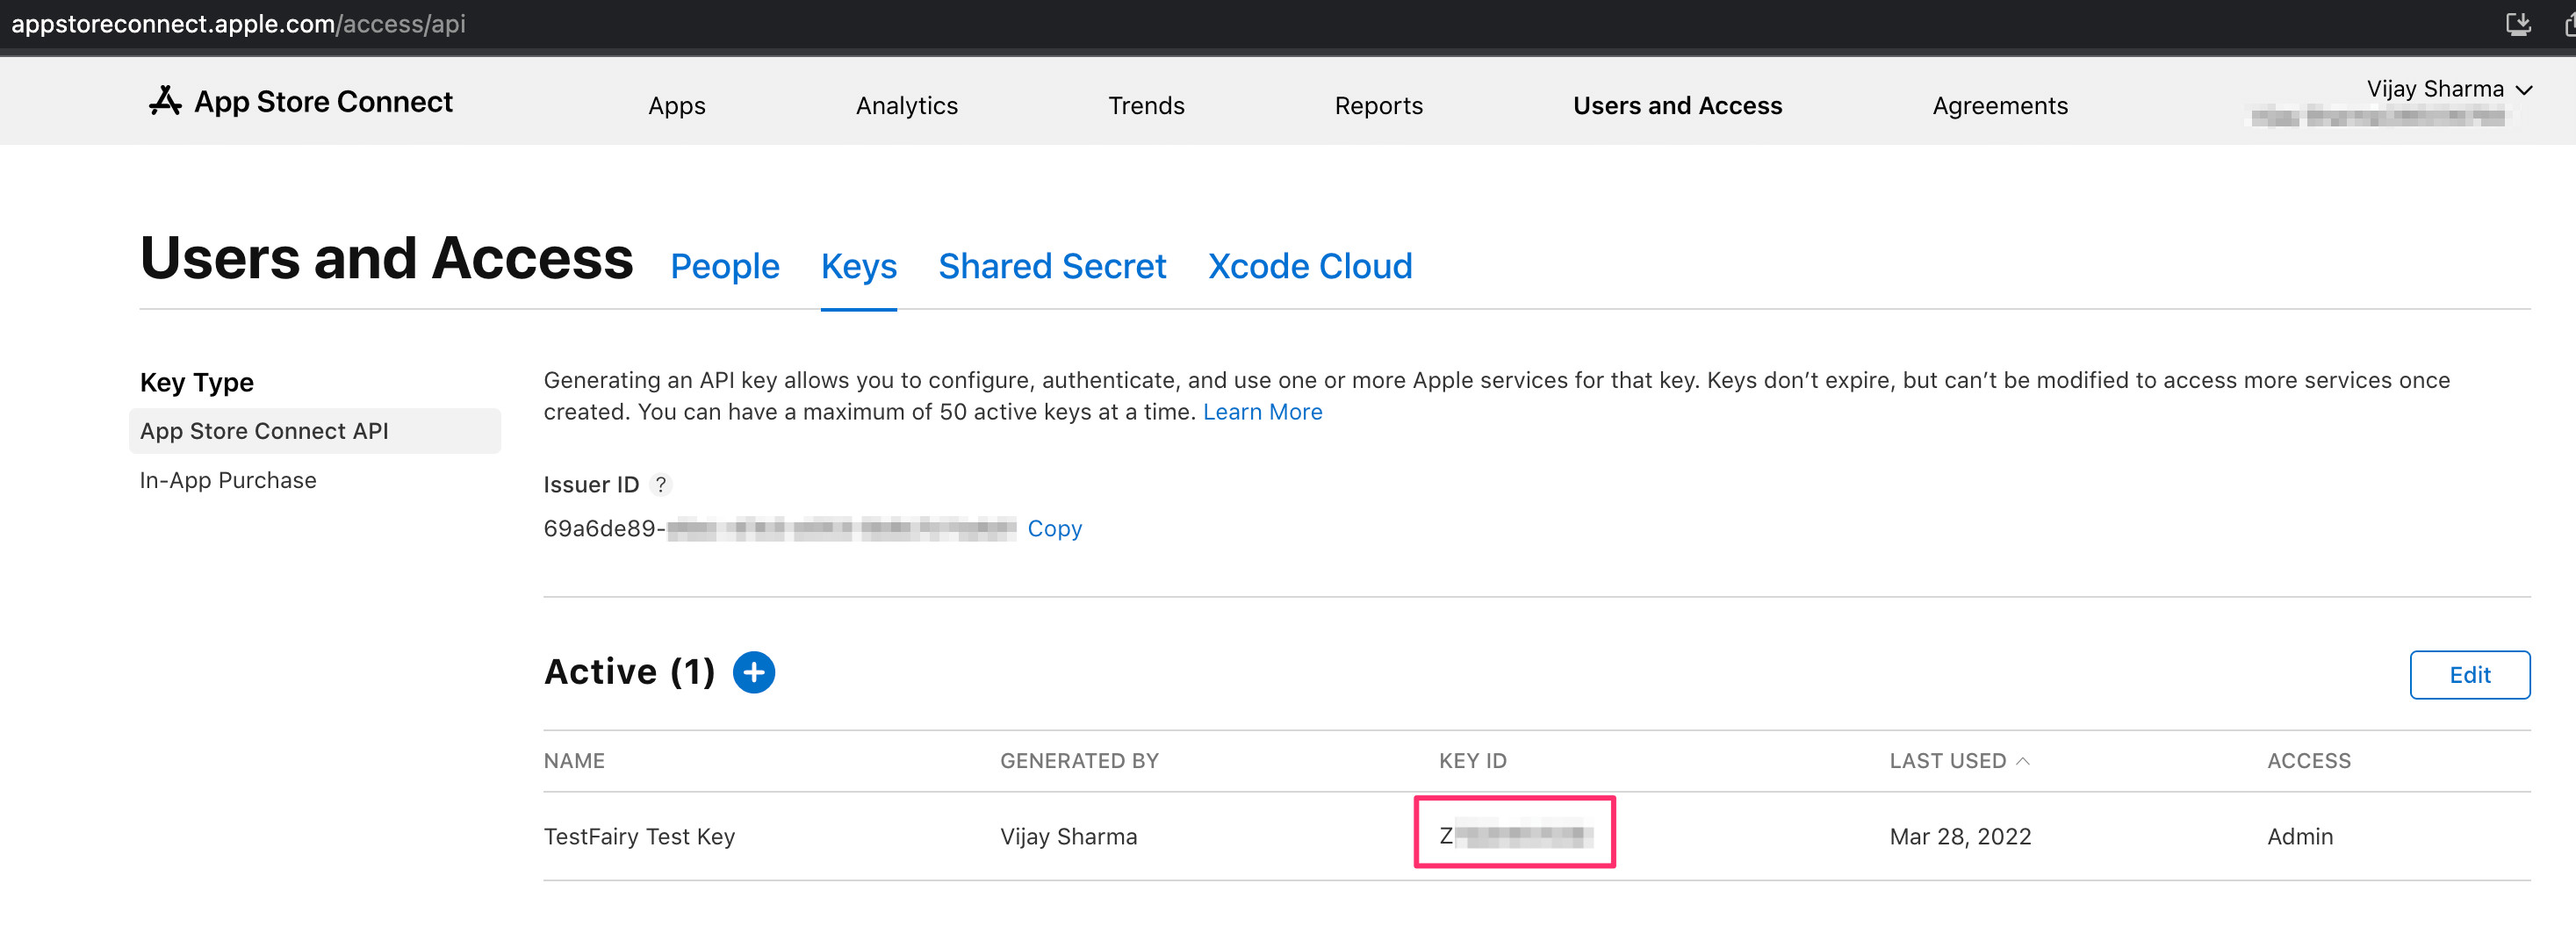 appstoreconnect.apple.com/access/api
App Store Connect
Apps
Analytics
Trends
Reports
Users and Access
Agreements
Vijay Sharma
Users and Access
People
Keys
Shared Secret
Xcode Cloud
Key Type
App Store Connect API
In-App Purchase
Generating an API key allows you to configure, authenticate, and use one or more Apple services for that key. Keys don’t expire, but can’t be modified to access more services once
created. You can have a maximum of 50 active keys at a time. Learn More
Issuer ID ?
69a6de89- Copy
Active (1) +
Edit
NAME GENERATED BY KEY ID LAST USED ACCESS
TestFairy Test Key Vijay Sharma Z Mar 28, 2022 Admin